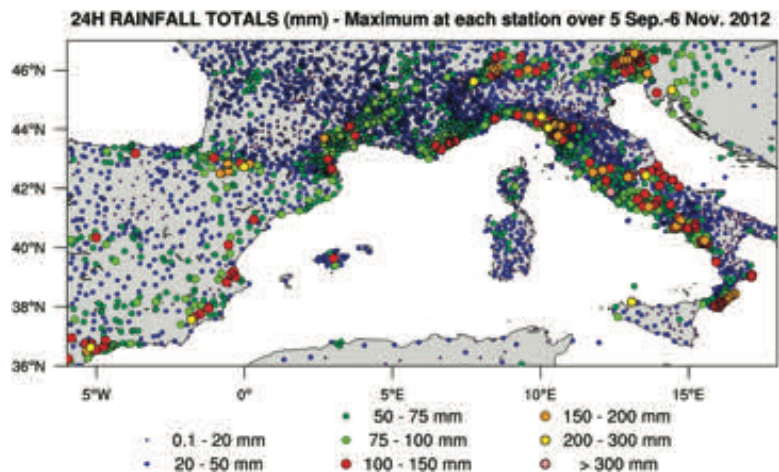 24H RAINFALL TOTALS (mm) - Maximum at each station over 5 Sep.-6 Nov. 2012
46°N
44°N
42°N
40°N
38°N
36°N
5°W 0° 5°E 10°E 15°E
50 - 75 mm 150 - 200 mm
0.1 - 20 mm 75 - 100 mm 200 - 300 mm
20 - 50 mm 100 - 150 mm > 300 mm